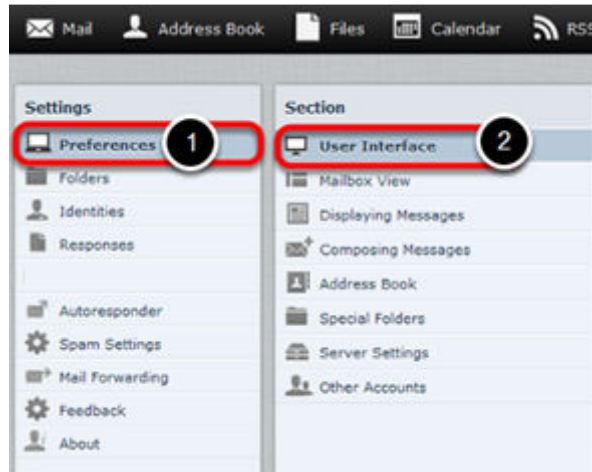 Mail Address Book Files Calendar RSS
Settings
Preferences 1
Folders
Identities
Responses
Autoresponder
Spam Settings
Mail Forwarding
Feedback
About
Section
User Interface 2
Mailbox View
Displaying Messages
Composing Messages
Address Book
Special Folders
Server Settings
Other Accounts